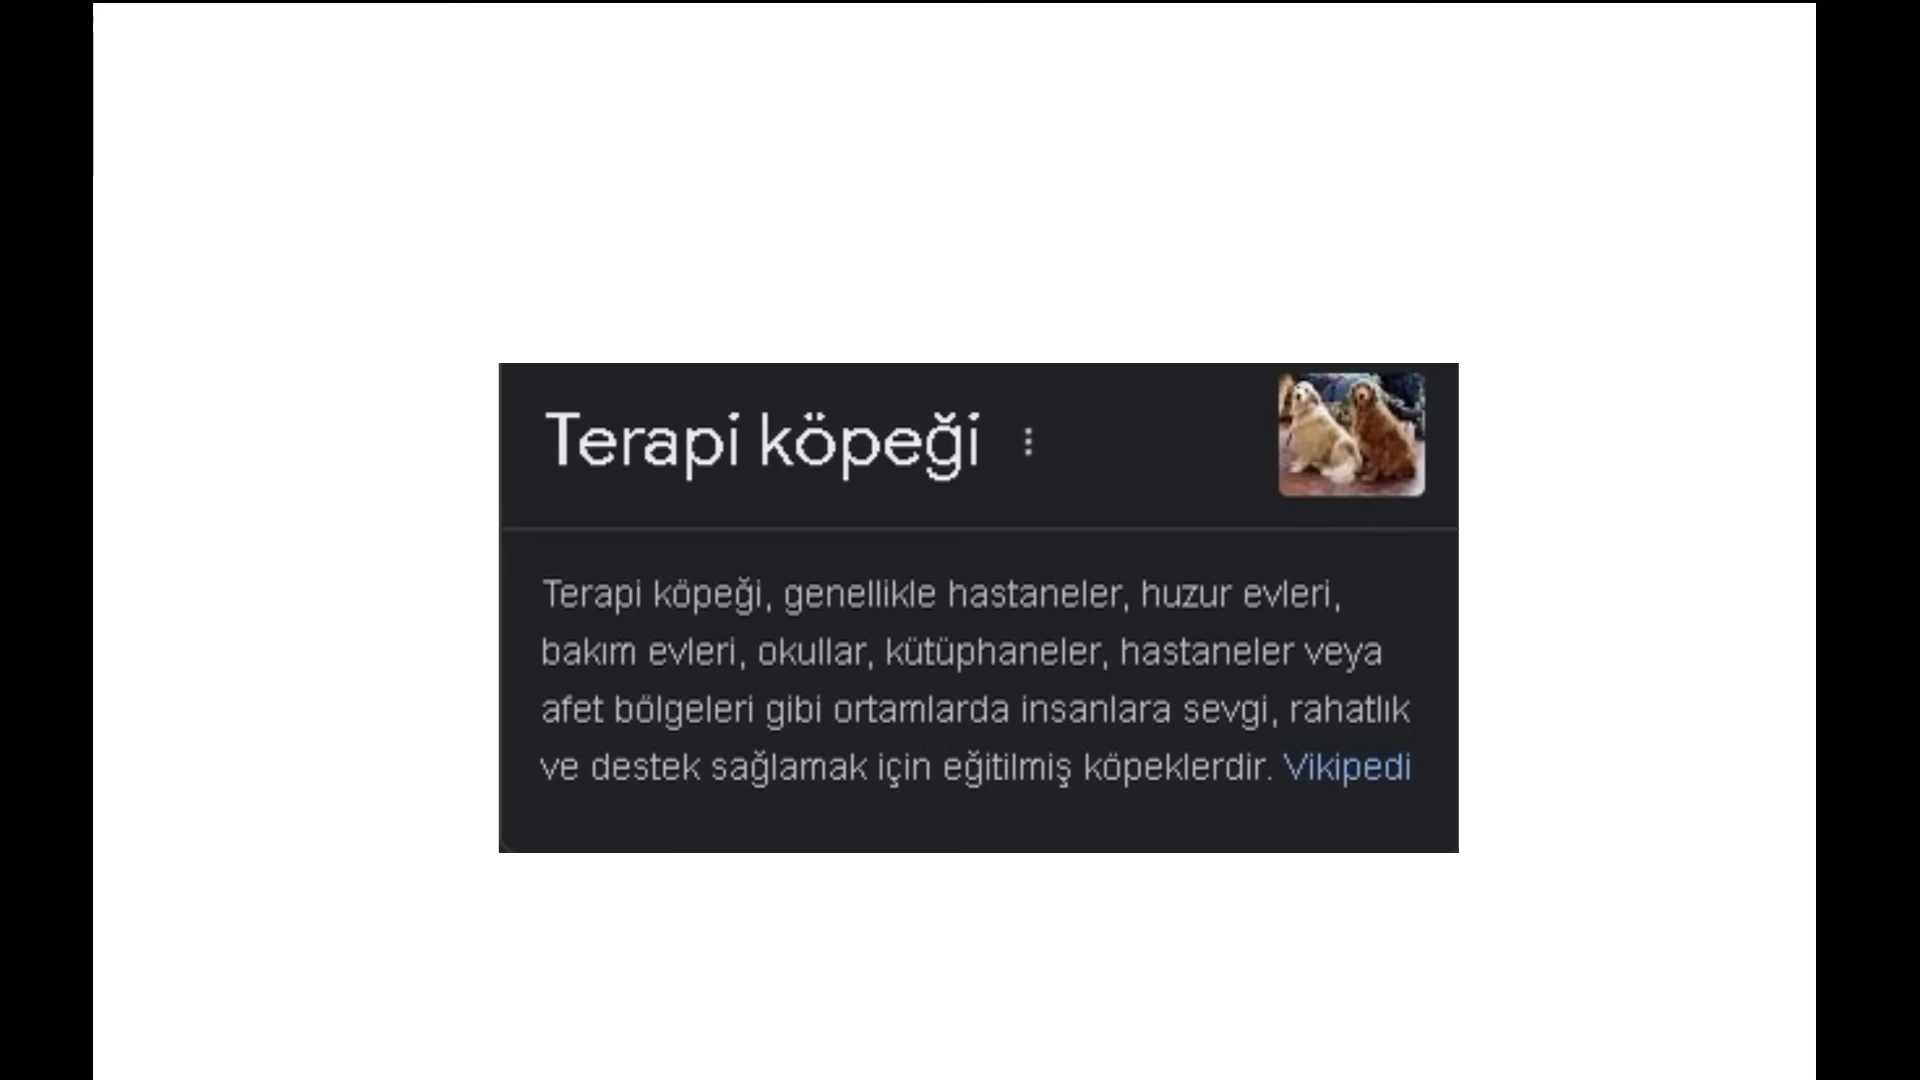 Terapi köpeği
Terapi köpeği, genellikle hastaneler, huzur evleri,
bakım evleri, okullar, kütüphaneler, hastaneler veya
afet bölgeleri gibi ortamlarda insanlara sevgi, rahatlık
ve destek sağlamak için eğitilmiş köpeklerdir. Vikipedi